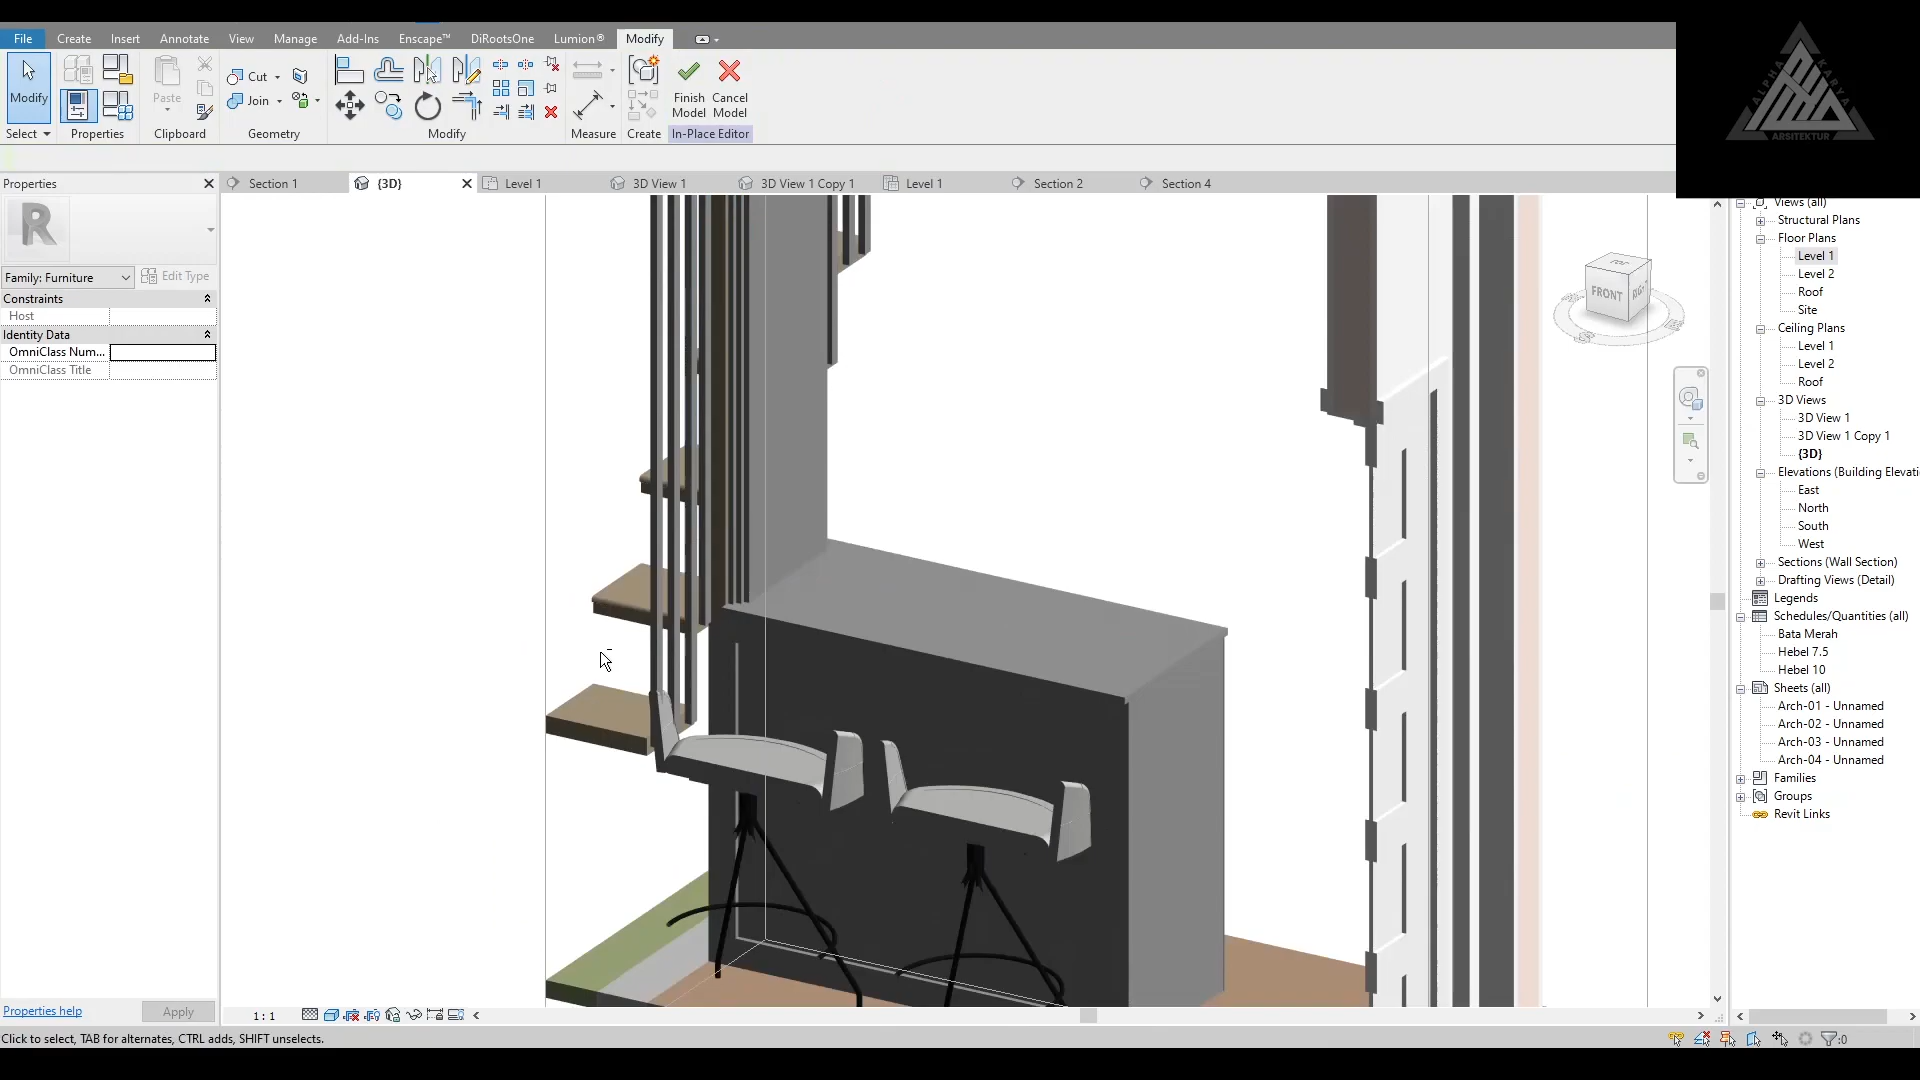 File Create Insert Annotate View Manage Add-Ins Enscape™ DiRootsOne Lumion® Modify
Modify
Paste
Cut
Join
Finish Model
Cancel Model
Select Properties Clipboard Geometry Modify Measure Create In-Place Editor
ALPHA KARYA
ARSITEKTUR
Properties
Section 1
{3D}
Level 1
3D View 1
3D View 1 Copy 1
Level 1
Section 2
Section 4
R
Family: Furniture
Edit Type
Constraints
Host
Identity Data
OmniClass Num...
OmniClass Title
FRONT
Views (all)
Structural Plans
Floor Plans
Level 1
Level 2
Roof
Site
Ceiling Plans
Level 1
Level 2
Roof
3D Views
3D View 1
3D View 1 Copy 1
{3D}
Elevations (Building Elevati
East
North
South
West
Sections (Wall Section)
Drafting Views (Detail)
Legends
Schedules/Quantities (all)
Bata Merah
Hebel 7.5
Hebel 10
Sheets (all)
Arch-01 - Unnamed
Arch-02 - Unnamed
Arch-03 - Unnamed
Arch-04 - Unnamed
Families
Groups
Revit Links
Properties help
Apply
1 : 1
Click to select, TAB for alternates, CTRL adds, SHIFT unselects.
:0